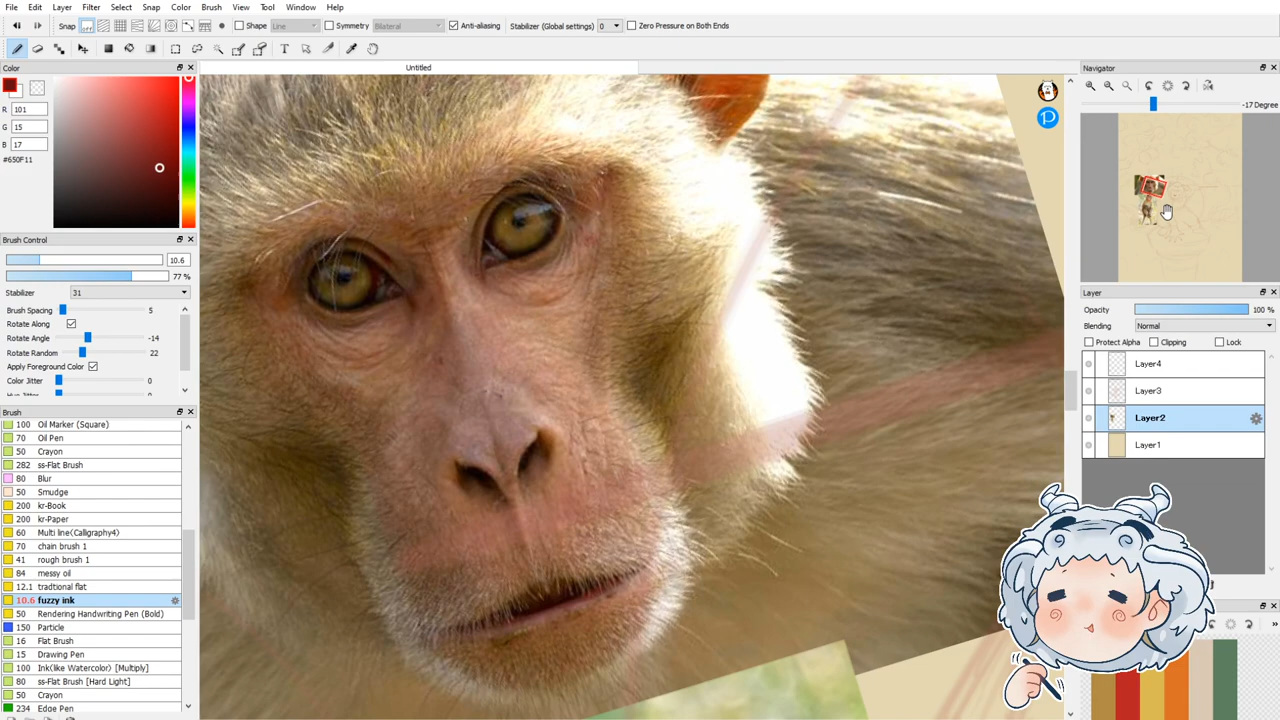 File Edit Layer Filter Select Snap Color Brush View Tool Window Help
Snap off Shape Line Symmetry Bilateral Anti-aliasing Stabilizer (Global settings) 0 Zero Pressure on Both Ends
Color
Untitled
Navigator
R 101
G 15
B 17
#650F11
-17 Degree
Brush Control
10.6
77 %
Stabilizer 31
Brush Spacing 5
Rotate Along
Rotate Angle -14
Rotate Random 22
Apply Foreground Color
Color Jitter 0
Brush
100 Oil Marker (Square)
70 Oil Pen
50 Crayon
282 ss-Flat Brush
80 Blur
50 Smudge
200 kr-Book
200 kr-Paper
60 Multi line(Calligraphy4)
70 chain brush 1
41 rough brush 1
84 messy oil
12.1 tradtional flat
10.6 fuzzy ink
50 Rendering Handwriting Pen (Bold)
150 Particle
16 Flat Brush
15 Drawing Pen
100 Ink(like Watercolor) [Multiply]
80 ss-Flat Brush [Hard Light]
50 Crayon
234 Edge Pen
Layer
Opacity 100 %
Blending Normal
Protect Alpha Clipping Lock
Layer4
Layer3
Layer2
Layer1